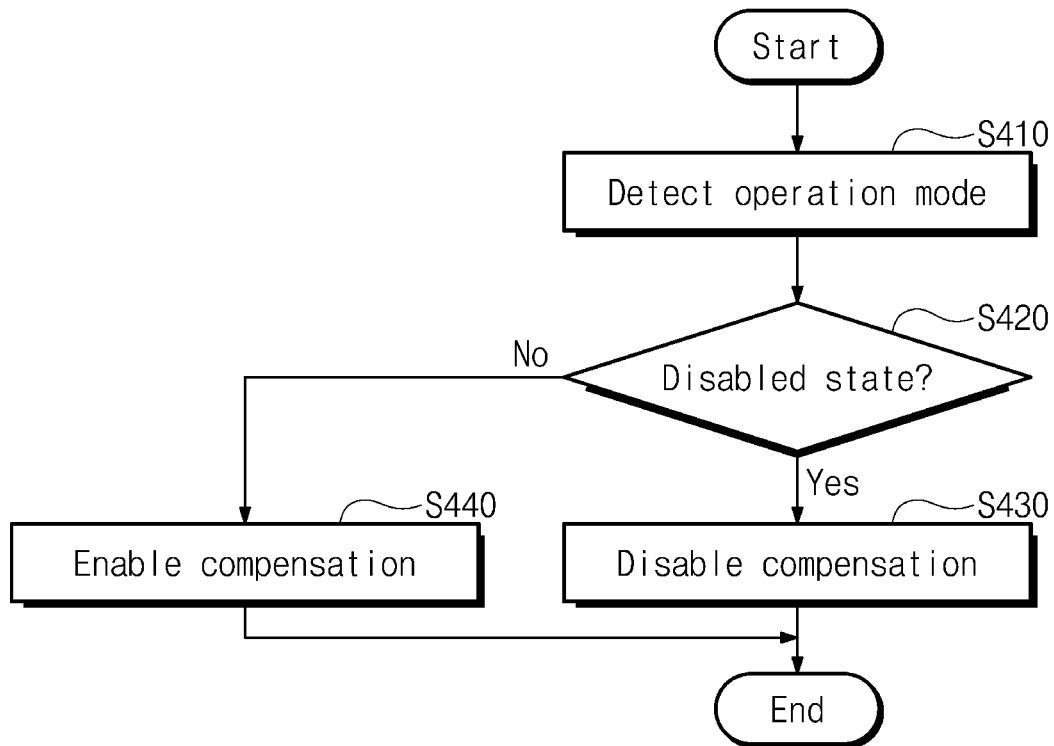 Start
S410
Detect operation mode
S420
Disabled state?
No
Yes
S440
Enable compensation
S430
Disable compensation
End